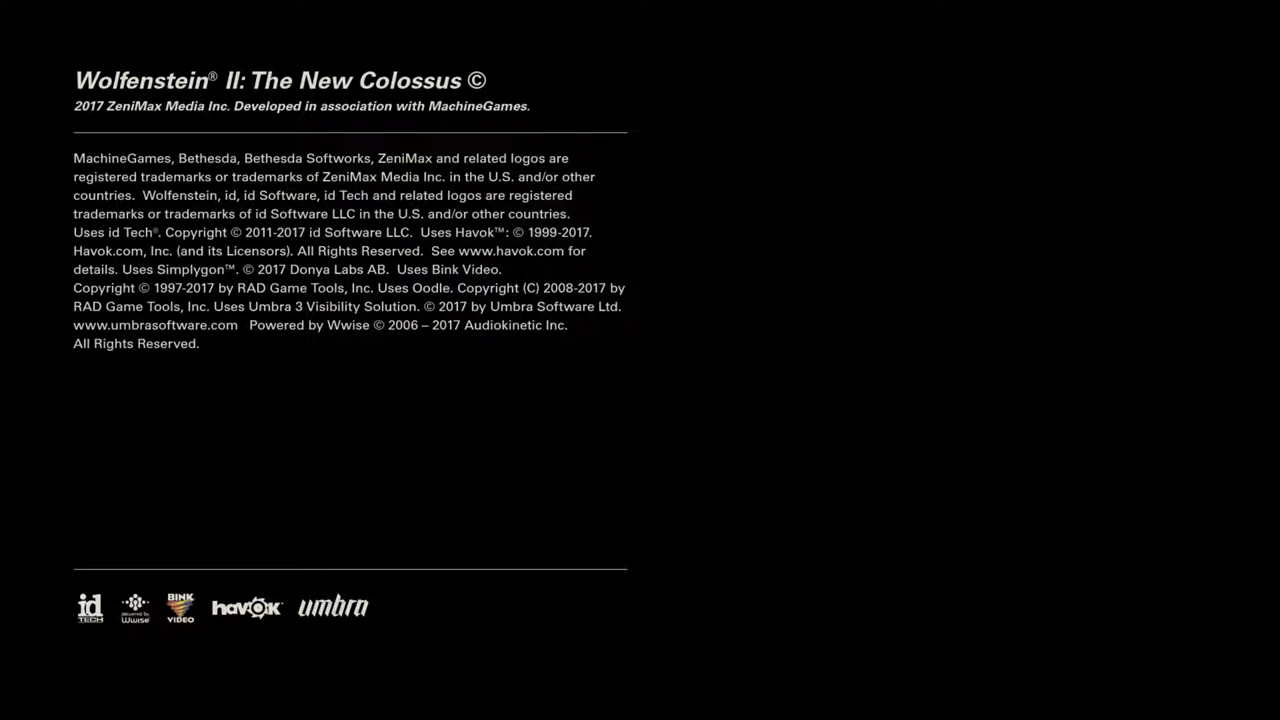 Wolfenstein® II: The New Colossus ©
2017 ZeniMax Media Inc. Developed in association with MachineGames.
MachineGames, Bethesda, Bethesda Softworks, ZeniMax and related logos are
registered trademarks or trademarks of ZeniMax Media Inc. in the U.S. and/or other
countries.  Wolfenstein, id, id Software, id Tech and related logos are registered
trademarks or trademarks of id Software LLC in the U.S. and/or other countries.
Uses id Tech®. Copyright © 2011-2017 id Software LLC.  Uses Havok™: © 1999-2017.
Havok.com, Inc. (and its Licensors). All Rights Reserved.  See www.havok.com for
details. Uses Simplygon™. © 2017 Donya Labs AB.  Uses Bink Video.
Copyright © 1997-2017 by RAD Game Tools, Inc. Uses Oodle. Copyright (C) 2008-2017 by
RAD Game Tools, Inc. Uses Umbra 3 Visibility Solution. © 2017 by Umbra Software Ltd.
www.umbrasoftware.com   Powered by Wwise © 2006 – 2017 Audiokinetic Inc.
All Rights Reserved.
id TECH
powered by Wwise
BINK VIDEO
havok
umbra